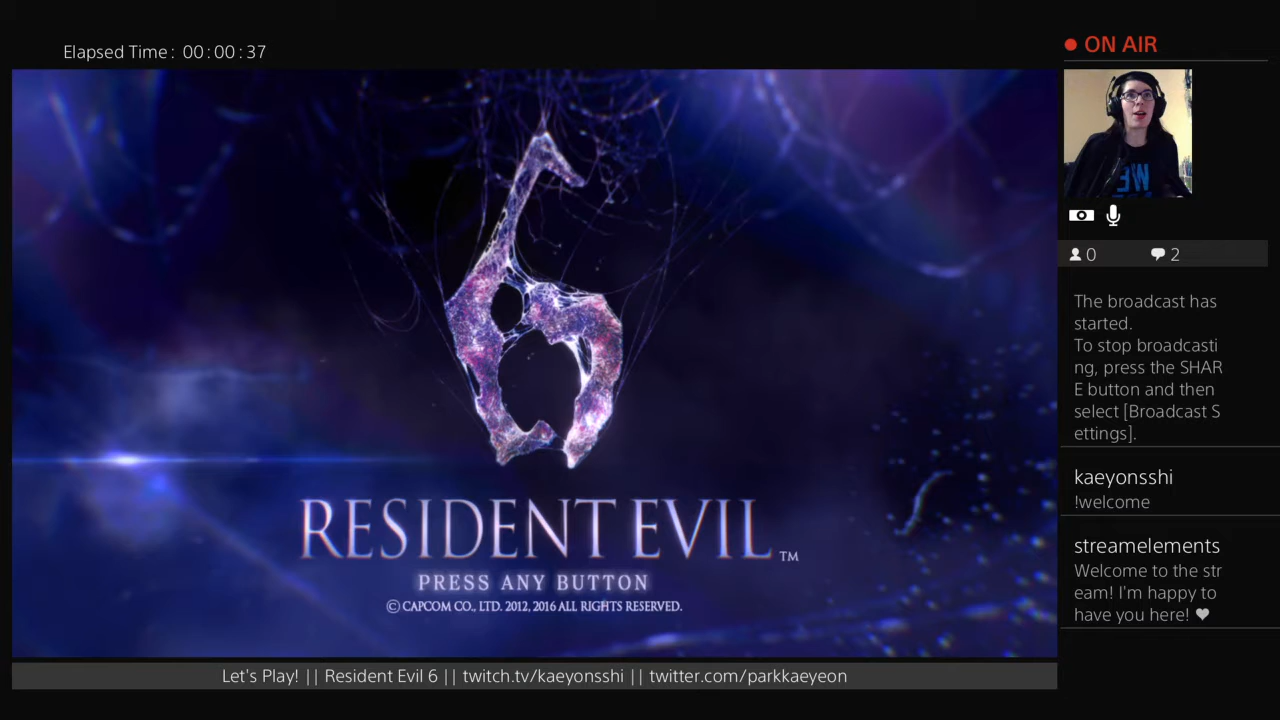 Elapsed Time: 00:00:37
ON AIR
0 2
The broadcast has
started.
To stop broadcasti
ng, press the SHAR
E button and then
select [Broadcast S
ettings].
kaeyonsshi
!welcome
streamelements
Welcome to the str
eam! I'm happy to
have you here! ♥
RESIDENT EVIL™
PRESS ANY BUTTON
© CAPCOM CO., LTD. 2012, 2016 ALL RIGHTS RESERVED.
Let's Play! || Resident Evil 6 || twitch.tv/kaeyonsshi || twitter.com/parkkaeyeon